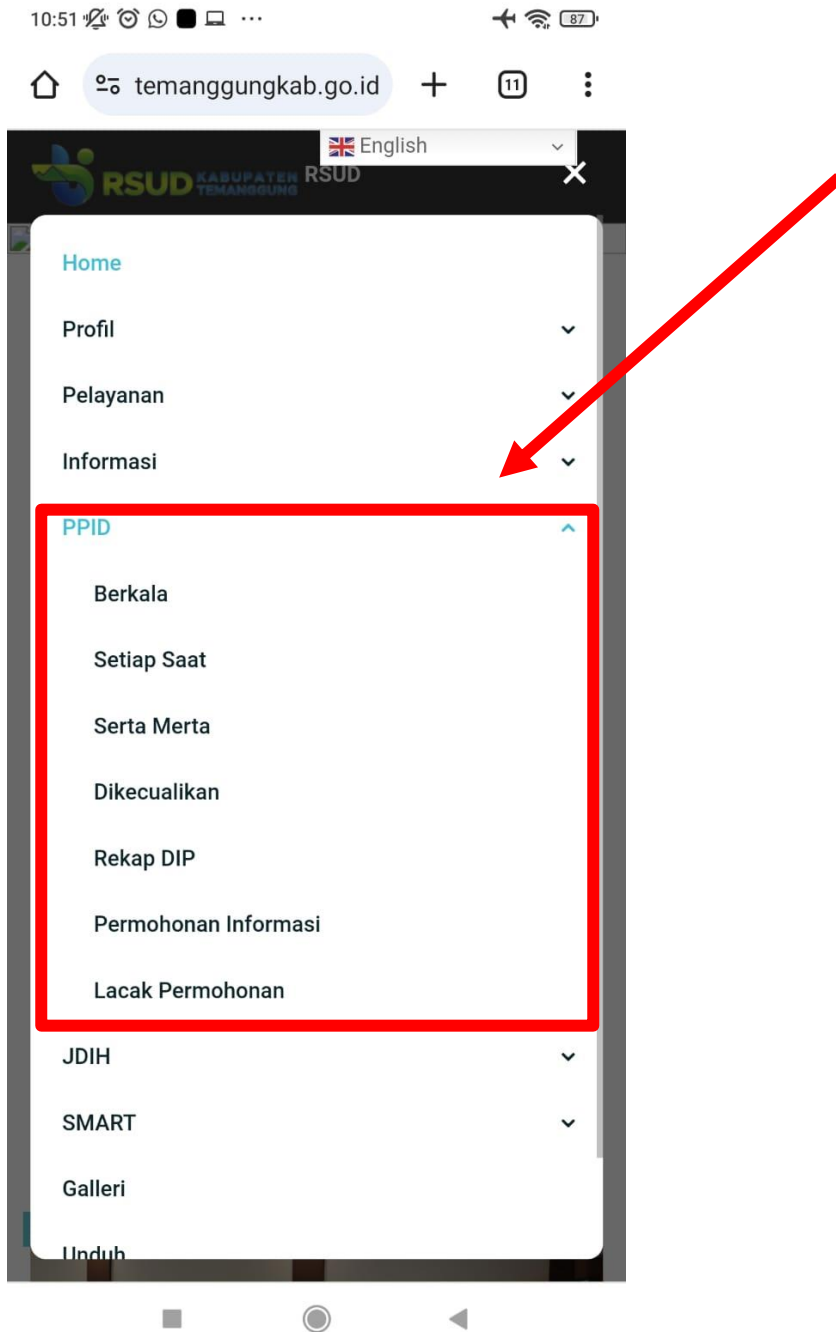 10:51
87
temanggungkab.go.id
11
English
RSUD KABUPATEN TEMANGGUNG RSUD
Home
Profil
Pelayanan
Informasi
PPID
Berkala
Setiap Saat
Serta Merta
Dikecualikan
Rekap DIP
Permohonan Informasi
Lacak Permohonan
JDIH
SMART
Galleri
Unduh